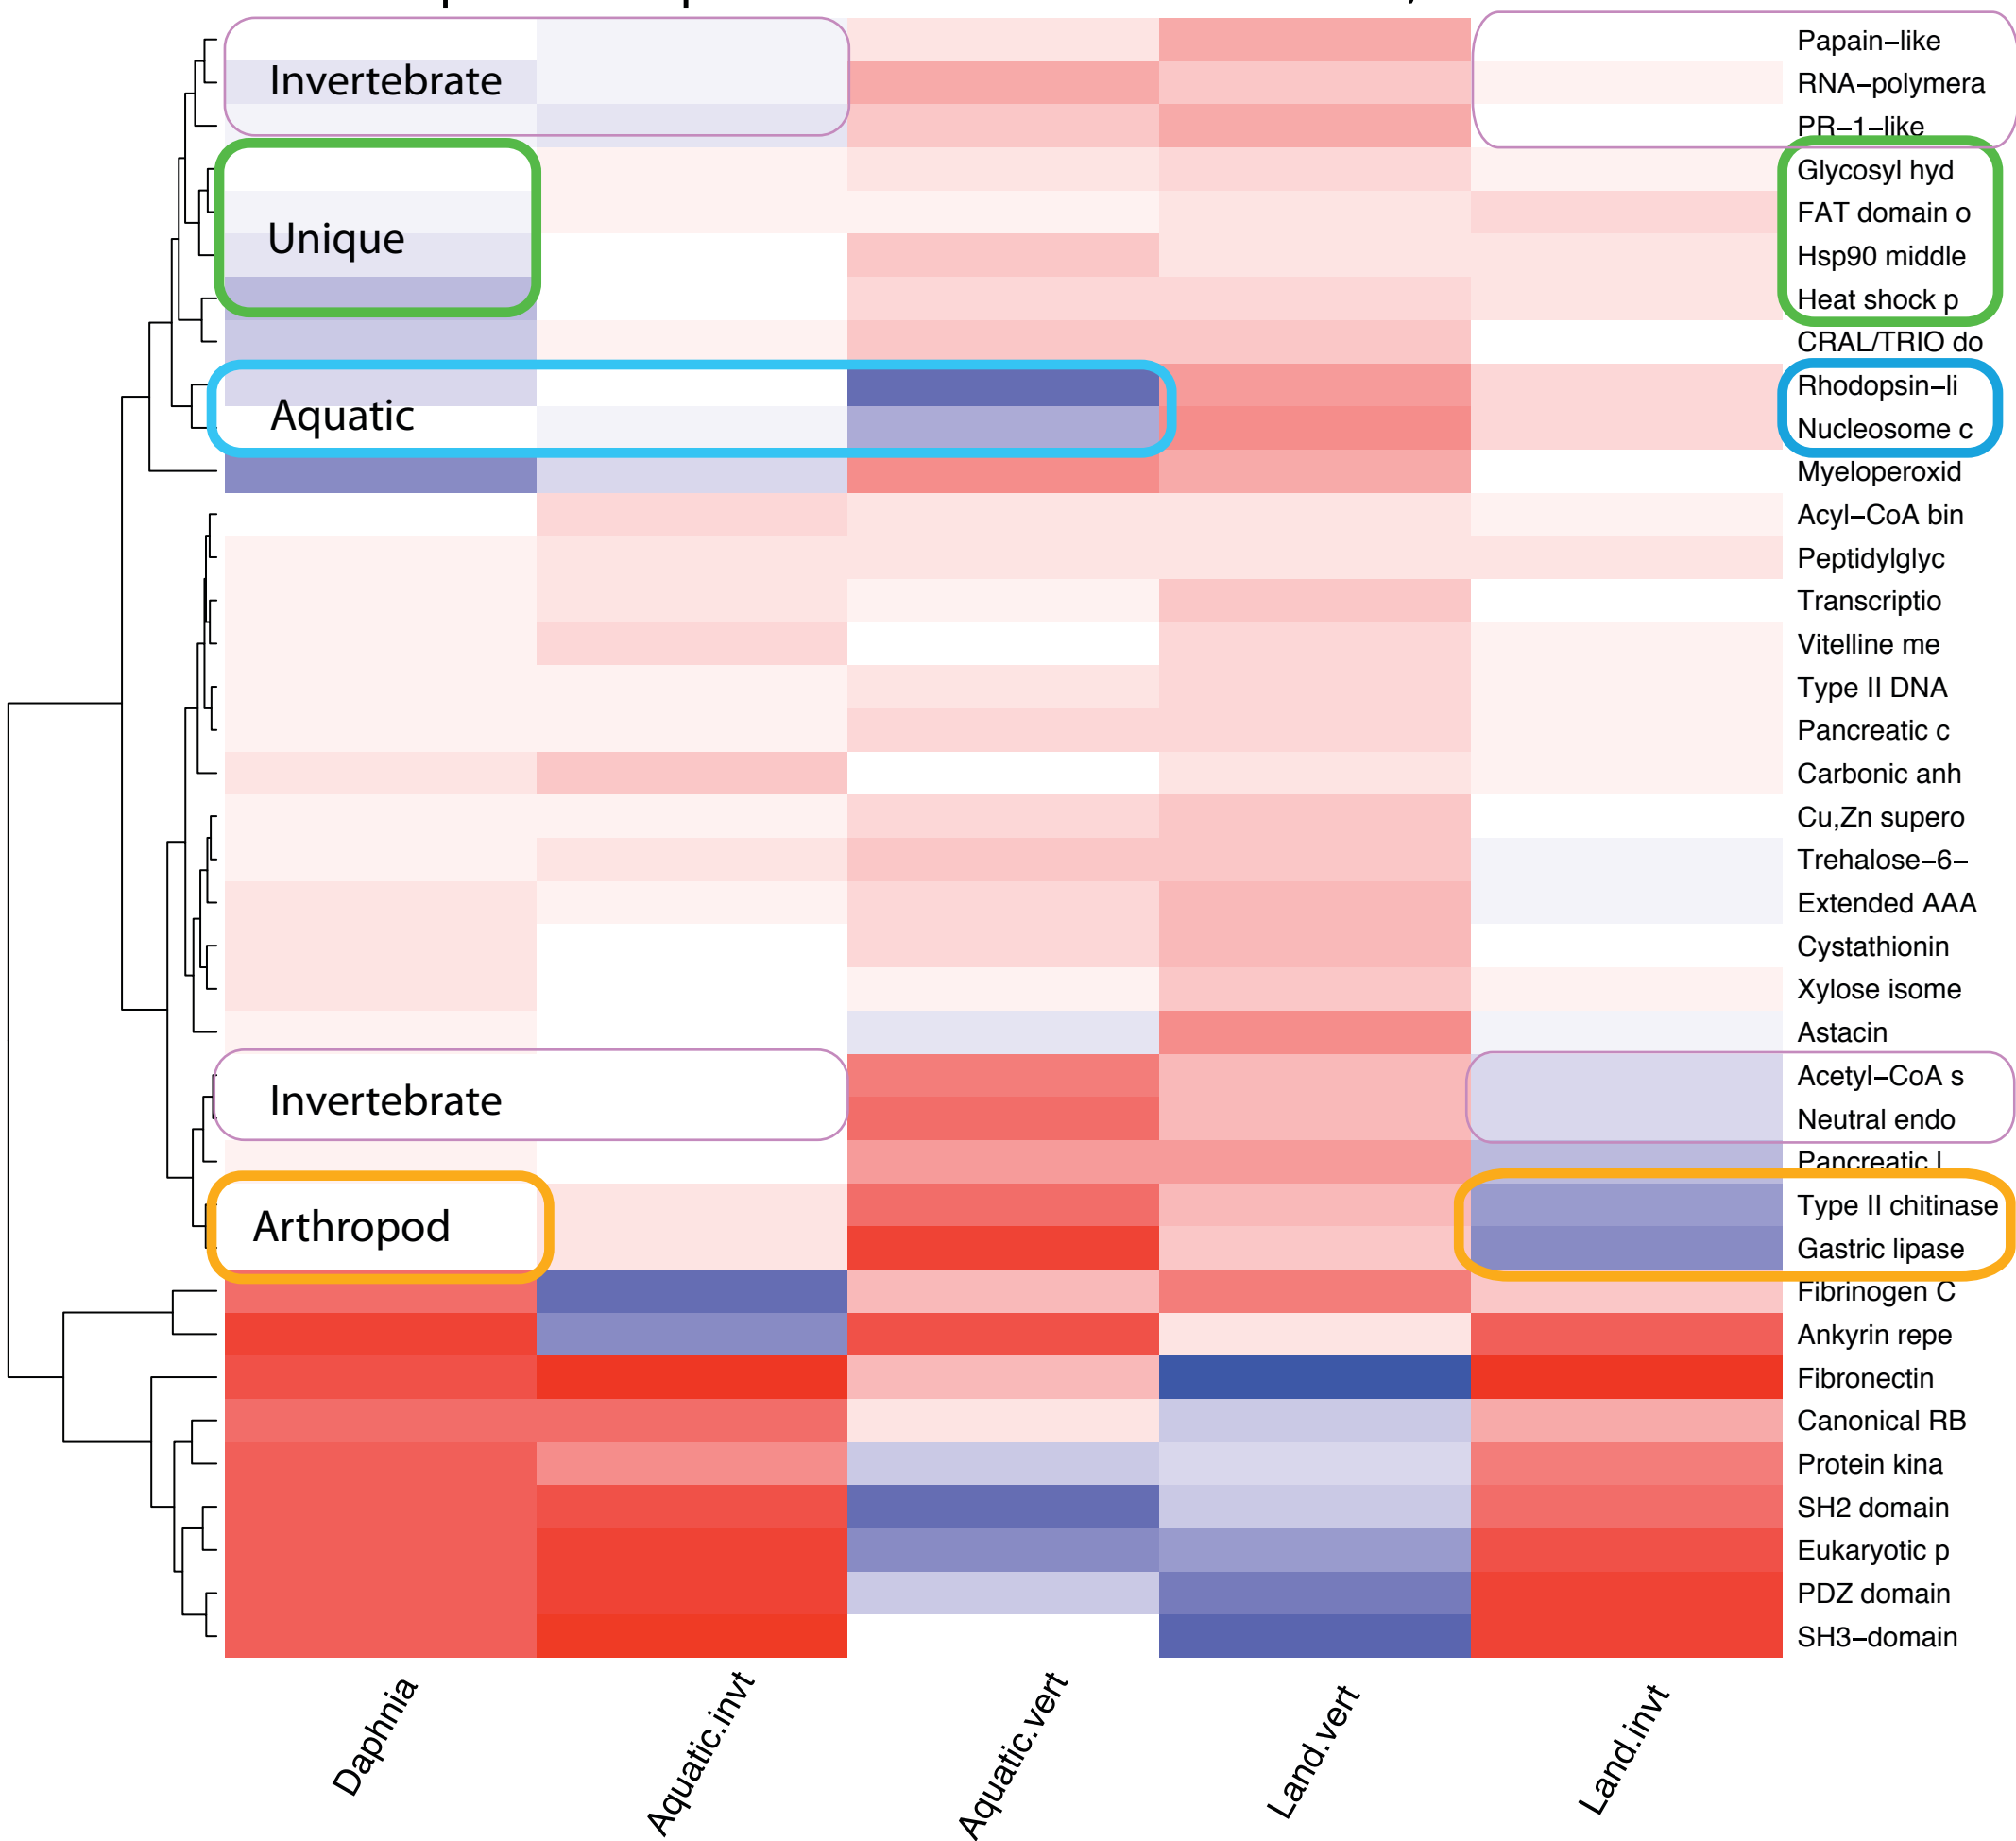 Papain−like
Invertebrate
RNA−polymera
PR−1−like
Glycosyl hyd
FAT domain o
Unique
Hsp90 middle
Heat shock p
CRAL/TRIO do
Rhodopsin−li
Aquatic
Nucleosome c
Myeloperoxid
Acyl−CoA bin
Peptidylglyc
Transcriptio
Vitelline me
Type II DNA
Pancreatic c
Carbonic anh
Cu,Zn supero
Trehalose−6−
Extended AAA
Cystathionin
Xylose isome
Astacin
Acetyl−CoA s
Invertebrate
Neutral endo
Pancreatic l
Type II chitinase
Arthropod
Gastric lipase
Fibrinogen C
Ankyrin repe
Fibronectin
Canonical RB
Protein kina
SH2 domain
Eukaryotic p
PDZ domain
SH3−domain
Daphnia
Aquatic.invt
Aquatic.vert
Land.vert
Land.invt